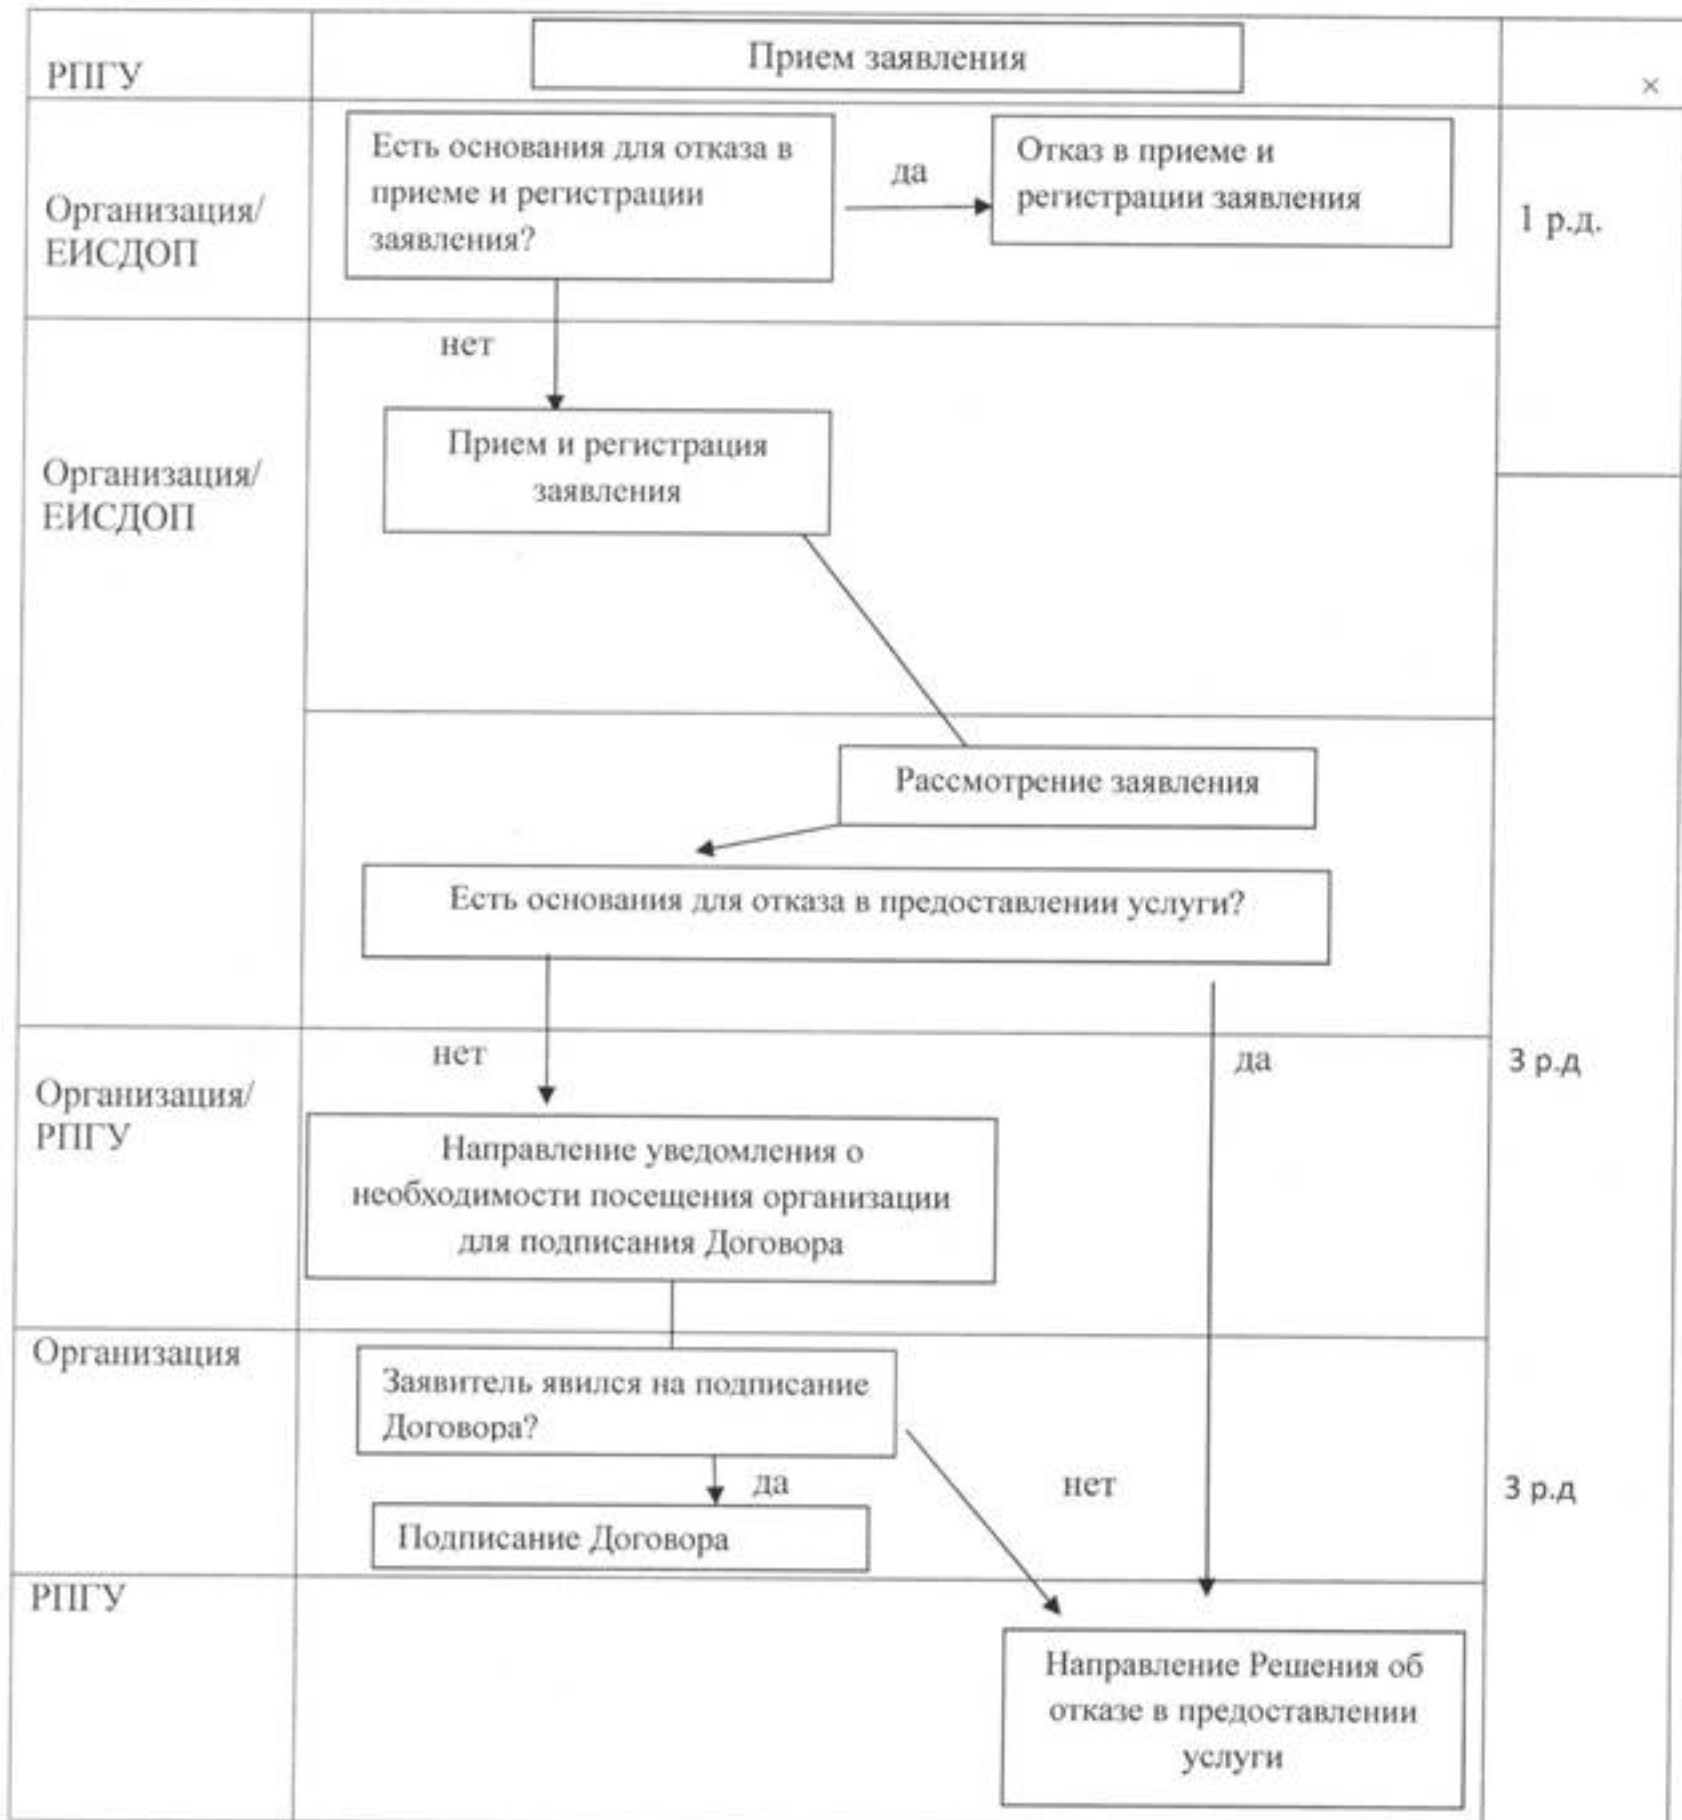 РПГУ
Прием заявления
×
Организация/
ЕИСДОП
Есть основания для отказа в
приеме и регистрации
заявления?
да
Отказ в приеме и
регистрации заявления
1 р.д.
нет
Организация/
ЕИСДОП
Прием и регистрация
заявления
Рассмотрение заявления
Есть основания для отказа в предоставлении услуги?
нет
да
3 р.д
Организация/
РПГУ
Направление уведомления о
необходимости посещения организации
для подписания Договора
Организация
Заявитель явился на подписание
Договора?
да
нет
3 р.д
Подписание Договора
РПГУ
Направление Решения об
отказе в предоставлении
услуги